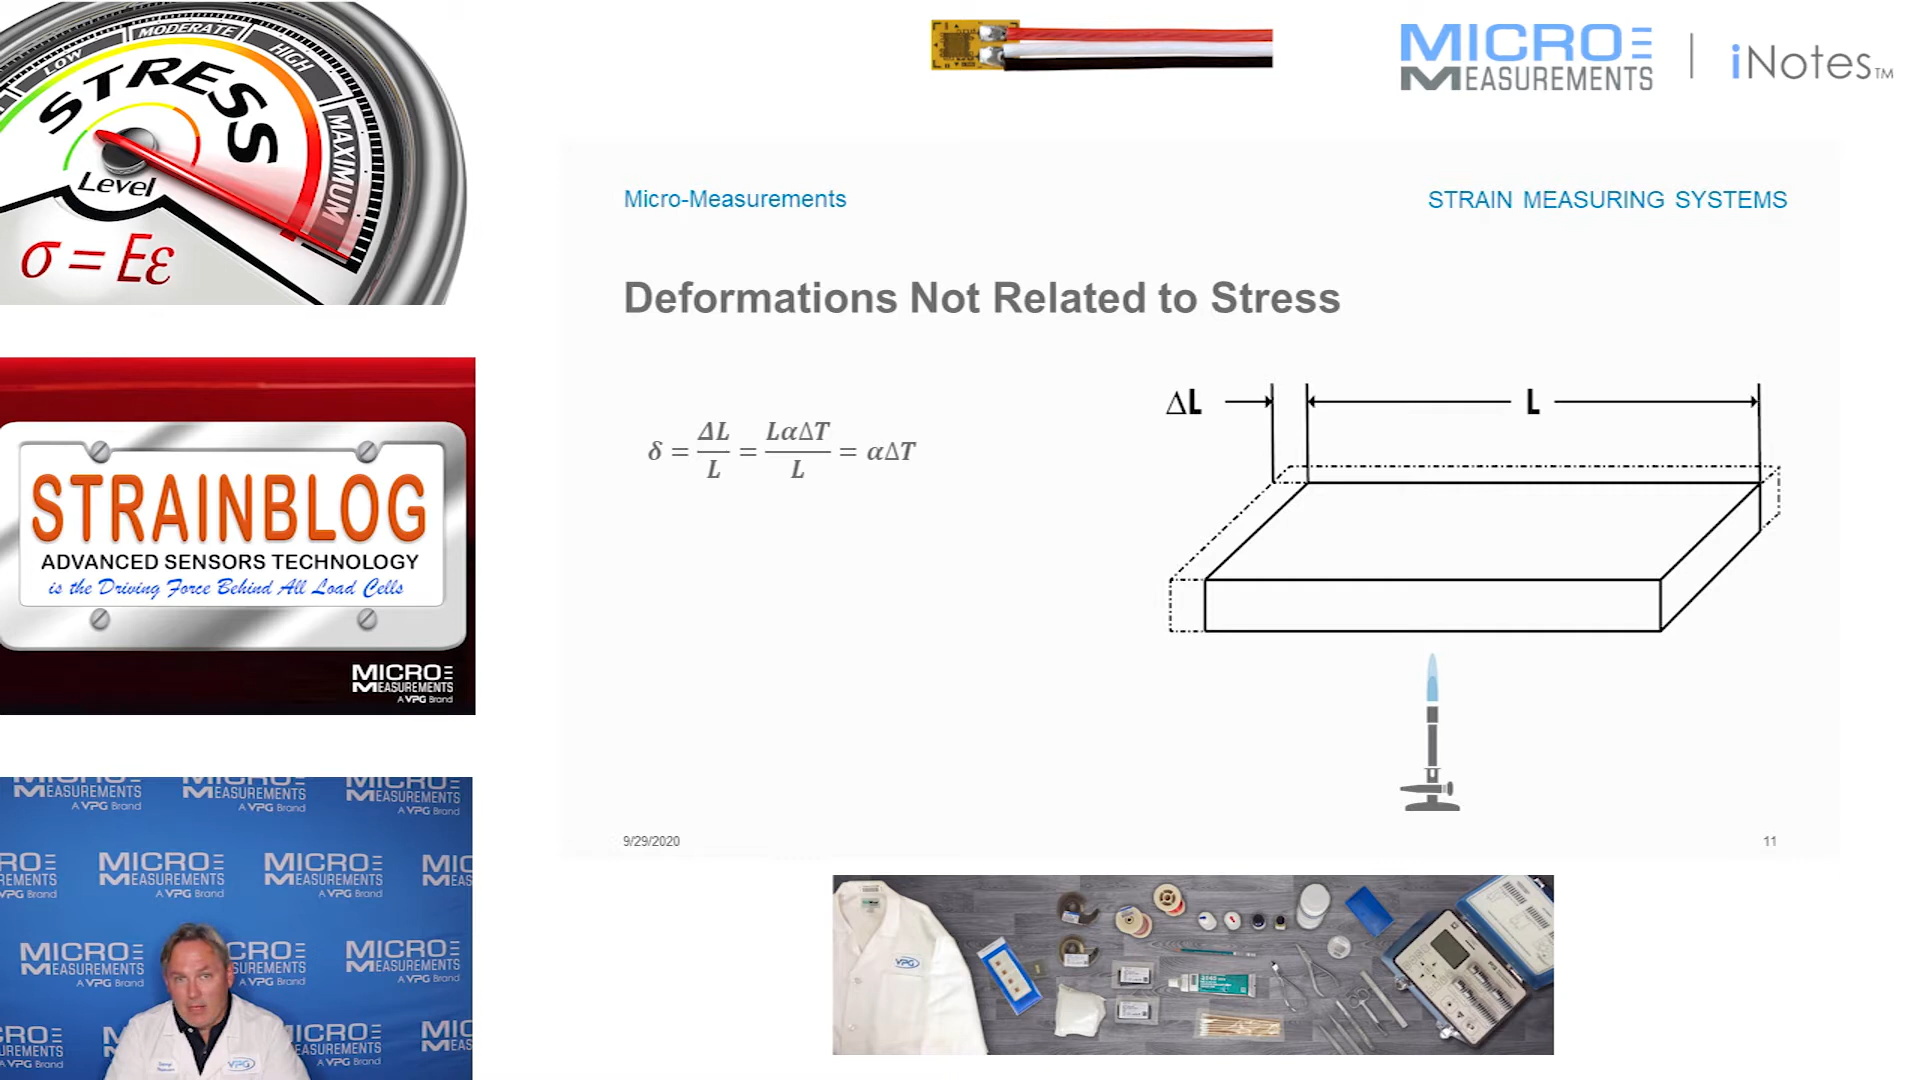 LOW
MODERATE
HIGH
MAXIMUM
STRESS
Level
σ = Eε
MICRO
MEASUREMENTS
iNotes™
Micro-Measurements
STRAIN MEASURING SYSTEMS
Deformations Not Related to Stress
δ = ΔL/L = LαΔT/L = αΔT
ΔL
L
9/29/2020
11
STRAINBLOG
ADVANCED SENSORS TECHNOLOGY
is the Driving Force Behind All Load Cells
MICRO
MEASUREMENTS
A VPG Brand
MICRO
MEASUREMENTS
A VPG Brand
VPG
VPG